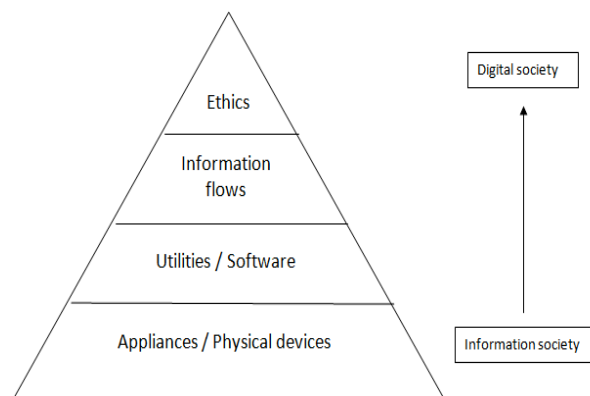 Ethics
Information
flows
Utilities / Software
Appliances / Physical devices
Digital society
Information society